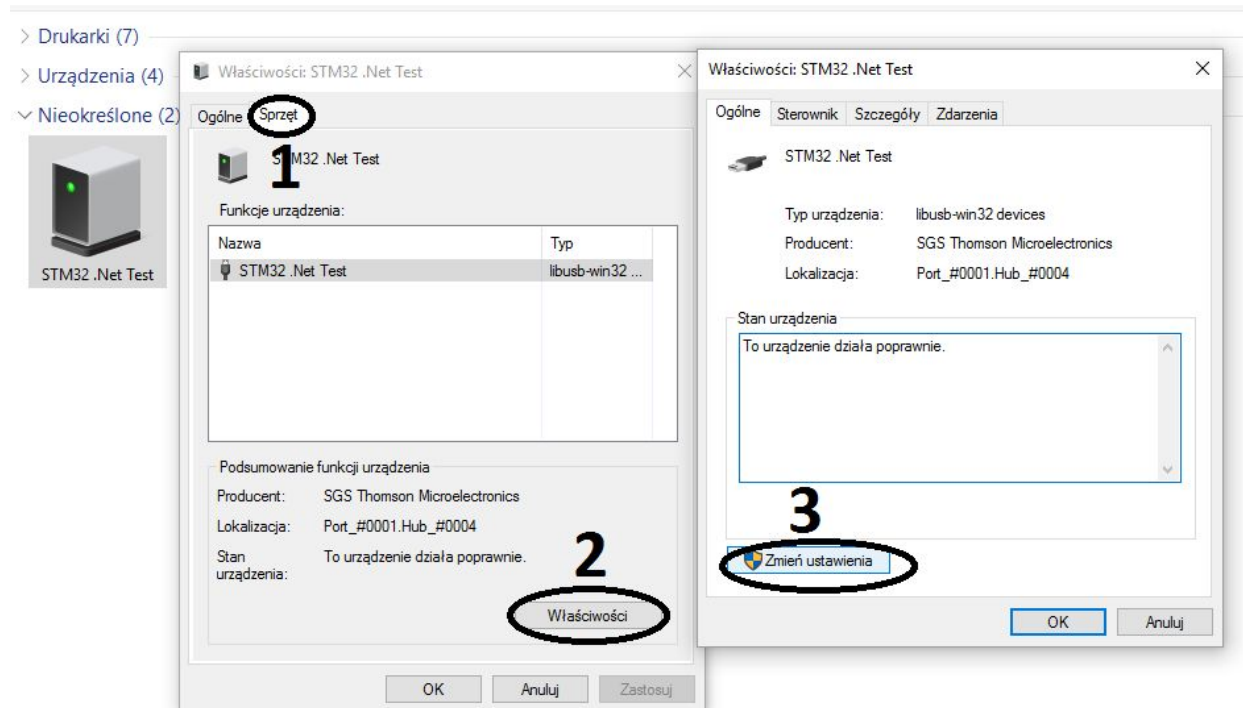 > Drukarki (7)
> Urządzenia (4)
Nieokreślone (2)
STM32 .Net Test
Właściwości: STM32 .Net Test
Ogólne Sprzęt
1
STM32 .Net Test
Funkcje urządzenia:
Nazwa Typ
STM32 .Net Test libusb-win32 ...
Podsumowanie funkcji urządzenia
Producent: SGS Thomson Microelectronics
Lokalizacja: Port_#0001.Hub_#0004
Stan urządzenia: To urządzenie działa poprawnie.
2
Właściwości
OK Anuluj Zastosuj
Właściwości: STM32 .Net Test
Ogólne Sterownik Szczegóły Zdarzenia
STM32 .Net Test
Typ urządzenia: libusb-win32 devices
Producent: SGS Thomson Microelectronics
Lokalizacja: Port_#0001.Hub_#0004
Stan urządzenia
To urządzenie działa poprawnie.
3
Zmień ustawienia
OK Anuluj